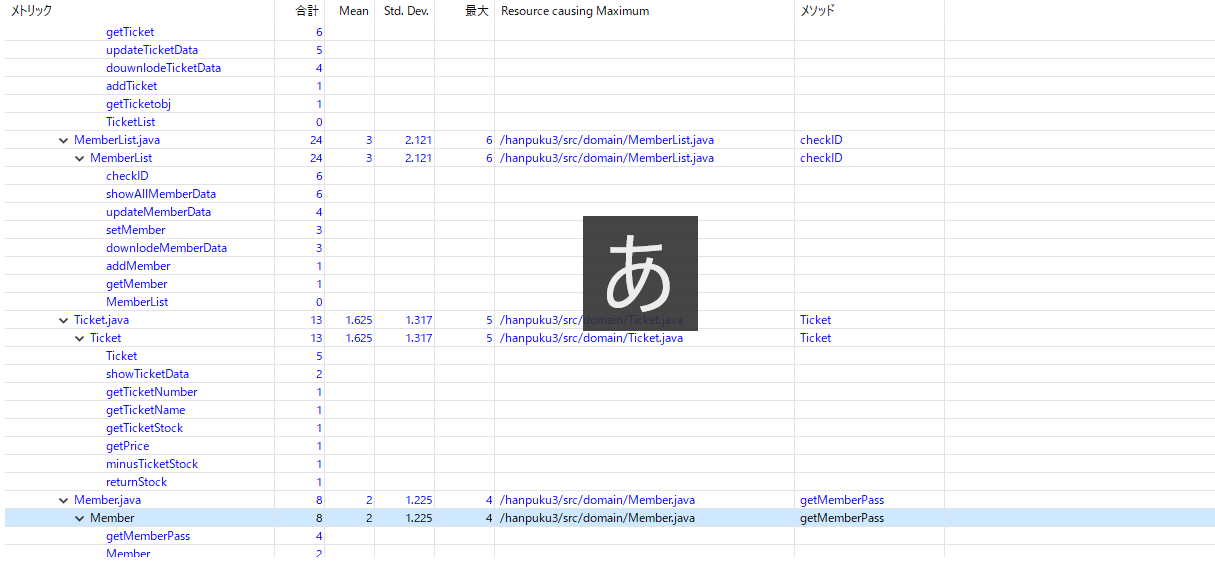 メトリック 合計 Mean Std. Dev. 最大 Resource causing Maximum メソッド
getTicket 6
updateTicketData 5
douwnlodeTicketData 4
addTicket 1
getTicketobj 1
TicketList 0
MemberList.java 24 3 2.121 6 /hanpuku3/src/domain/MemberList.java checkID
MemberList 24 3 2.121 6 /hanpuku3/src/domain/MemberList.java checkID
checkID 6
showAllMemberData 6
updateMemberData 4
setMember 3
downlodeMemberData 3
addMember 1
getMember 1
MemberList 0
あ
Ticket.java 13 1.625 1.317 5 /hanpuku3/src/domain/Ticket.java Ticket
Ticket 13 1.625 1.317 5 /hanpuku3/src/domain/Ticket.java Ticket
Ticket 5
showTicketData 2
getTicketNumber 1
getTicketName 1
getTicketStock 1
getPrice 1
minusTicketStock 1
returnStock 1
Member.java 8 2 1.225 4 /hanpuku3/src/domain/Member.java getMemberPass
Member 8 2 1.225 4 /hanpuku3/src/domain/Member.java getMemberPass
getMemberPass 4
Member 2